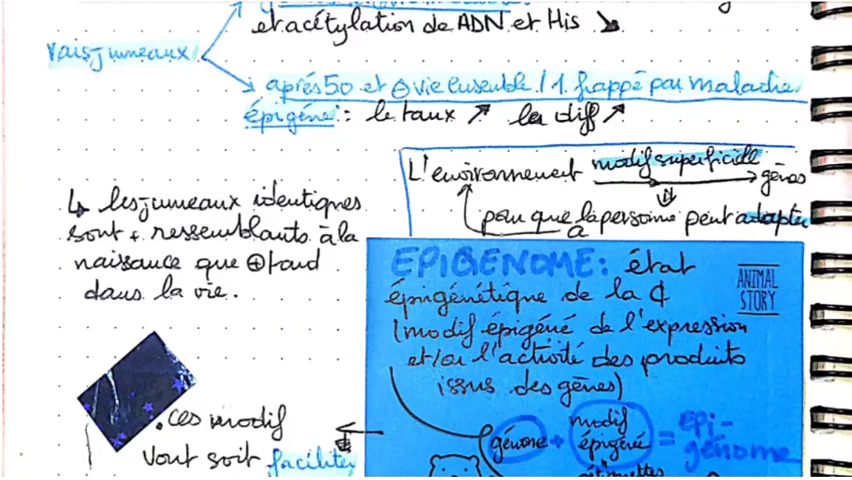 et acétylation de ADN et His ↘
vrais jumeaux
après 50 et ⊖ vie ensemble / 1 frappé par maladie
épigéné : le taux ↗ les diff ↗
L'environnement modif superficielle gènes
pour que la personne peut adapter
a
↳ les jumeaux identiques
sont + ressemblants à la
naissance que ⊕ tard
dans la vie.
EPIGENOME : état
épigénétique de la ¢
(modif épigéné de l'expression
et/ou l'activité des produits
issus des gènes)
ANIMAL
STORY
.ces modif
vont soit faciliter
génome + modif
épigéné = EPI-
génome
étiquettes